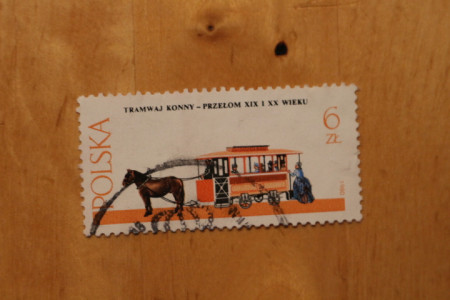 TRAMWAJ KONNY – PRZEŁOM XIX I XX WIEKU
6
ZŁ
POLSKA